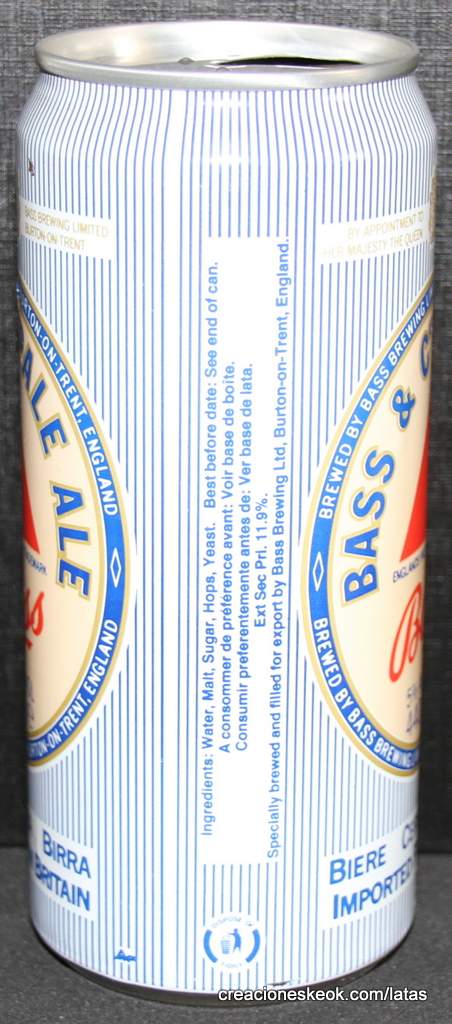 BASS BREWING LIMITED
BURTON-ON-TRENT
BY APPOINTMENT TO
HER MAJESTY THE QUEEN
BURTON-ON-TRENT, ENGLAND
ALE ALE
BURTON-ON-TRENT, ENGLAND
BIRRA
BRITAIN
Ingredients: Water, Malt, Sugar, Hops, Yeast. Best before date: See end of can.
A consommer de préférence avant: Voir base de boite.
Consumir preferentemente antes de: Ver base de lata.
Ext Sec Pri. 11.9%.
Specially brewed and filled for export by Bass Brewing Ltd, Burton-on-Trent, England.
BREWED BY BASS BREWING
BASS & C
ENGLAND
BREWED BY BASS BREWING
BIERE
IMPORTED
creacioneskeok.com/latas